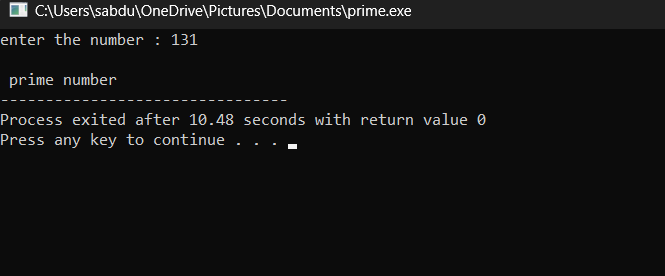 C:\Users\sabdu\OneDrive\Pictures\Documents\prime.exe
enter the number : 131
prime number
--------------------------------
Process exited after 10.48 seconds with return value 0
Press any key to continue . . .